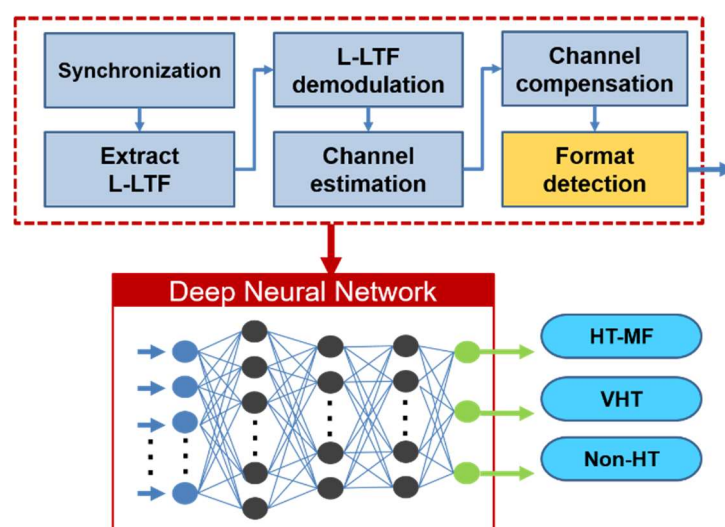 Synchronization
Extract
L-LTF
L-LTF
demodulation
Channel
estimation
Channel
compensation
Format
detection
Deep Neural Network
HT-MF
VHT
Non-HT